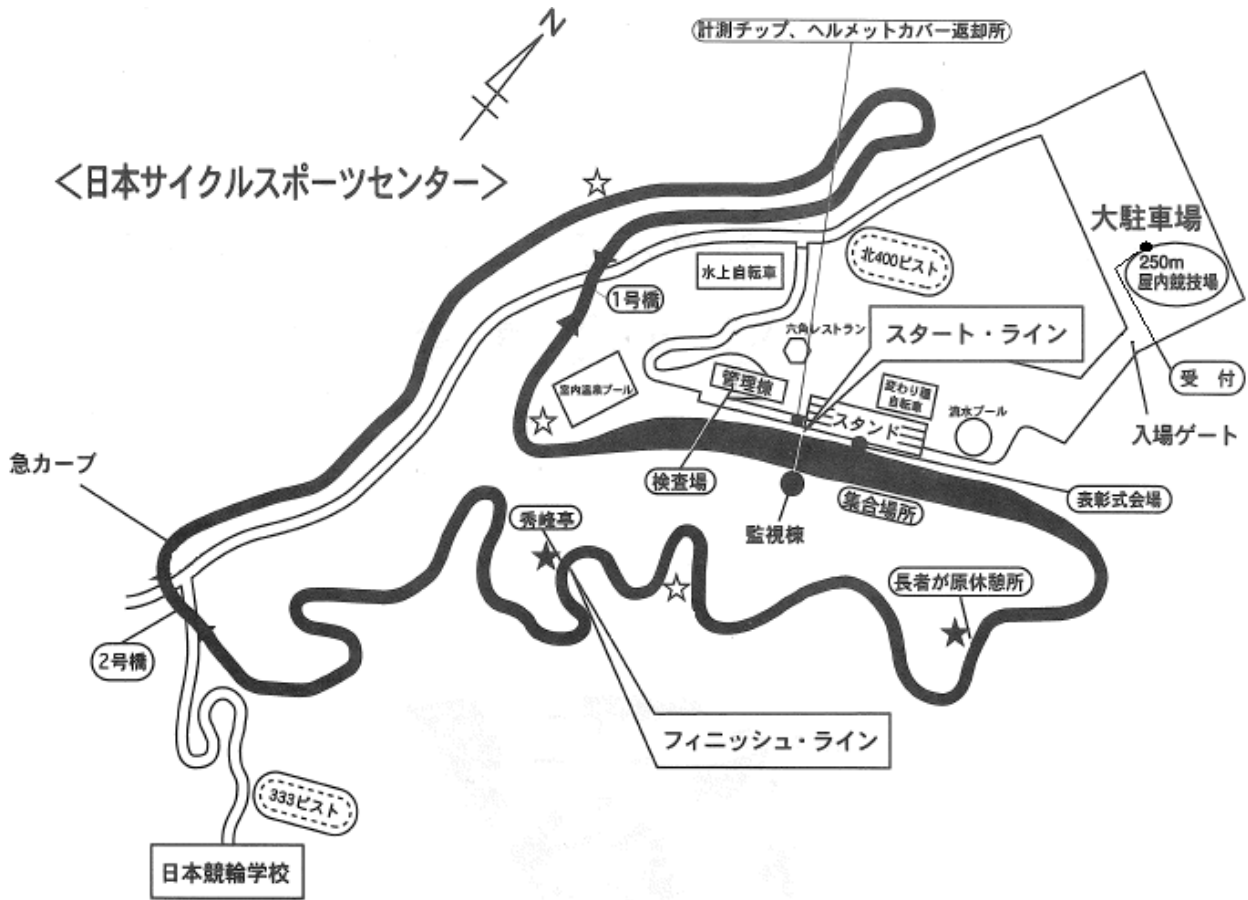 計測チップ、ヘルメットカバー返却所
N
＜日本サイクルスポーツセンター＞
大駐車場
250m
屋内競技場
北400ピスト
水上自転車
1号橋
六角レストラン
スタート・ライン
受　付
入場ゲート
室内温泉プール
管理棟
変わり種
自転車
スタンド
流水プール
急カーブ
検査場
集合場所
表彰式会場
秀峰亭
監視棟
長者が原休憩所
2号橋
フィニッシュ・ライン
333ピスト
日本競輪学校